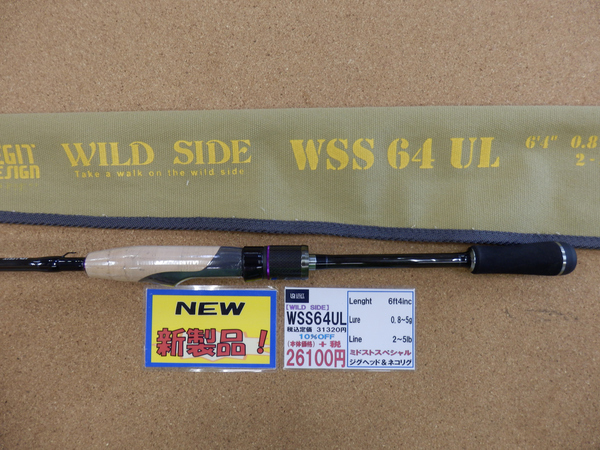 EGIT
DESIGN
WILD SIDE
Take a walk on the wild side
WSS 64 UL
6'4" 0.8
2 -
NEW
新製品！
[WILD SIDE]
WSS64UL
税込定価 31320円
10%OFF
(本体価格) + 税
26100円
Lenght 6ft4inc
Lure 0.8~5g
Line 2~5lb
ミドストスペシャル
ジグヘッド&ネコリグ